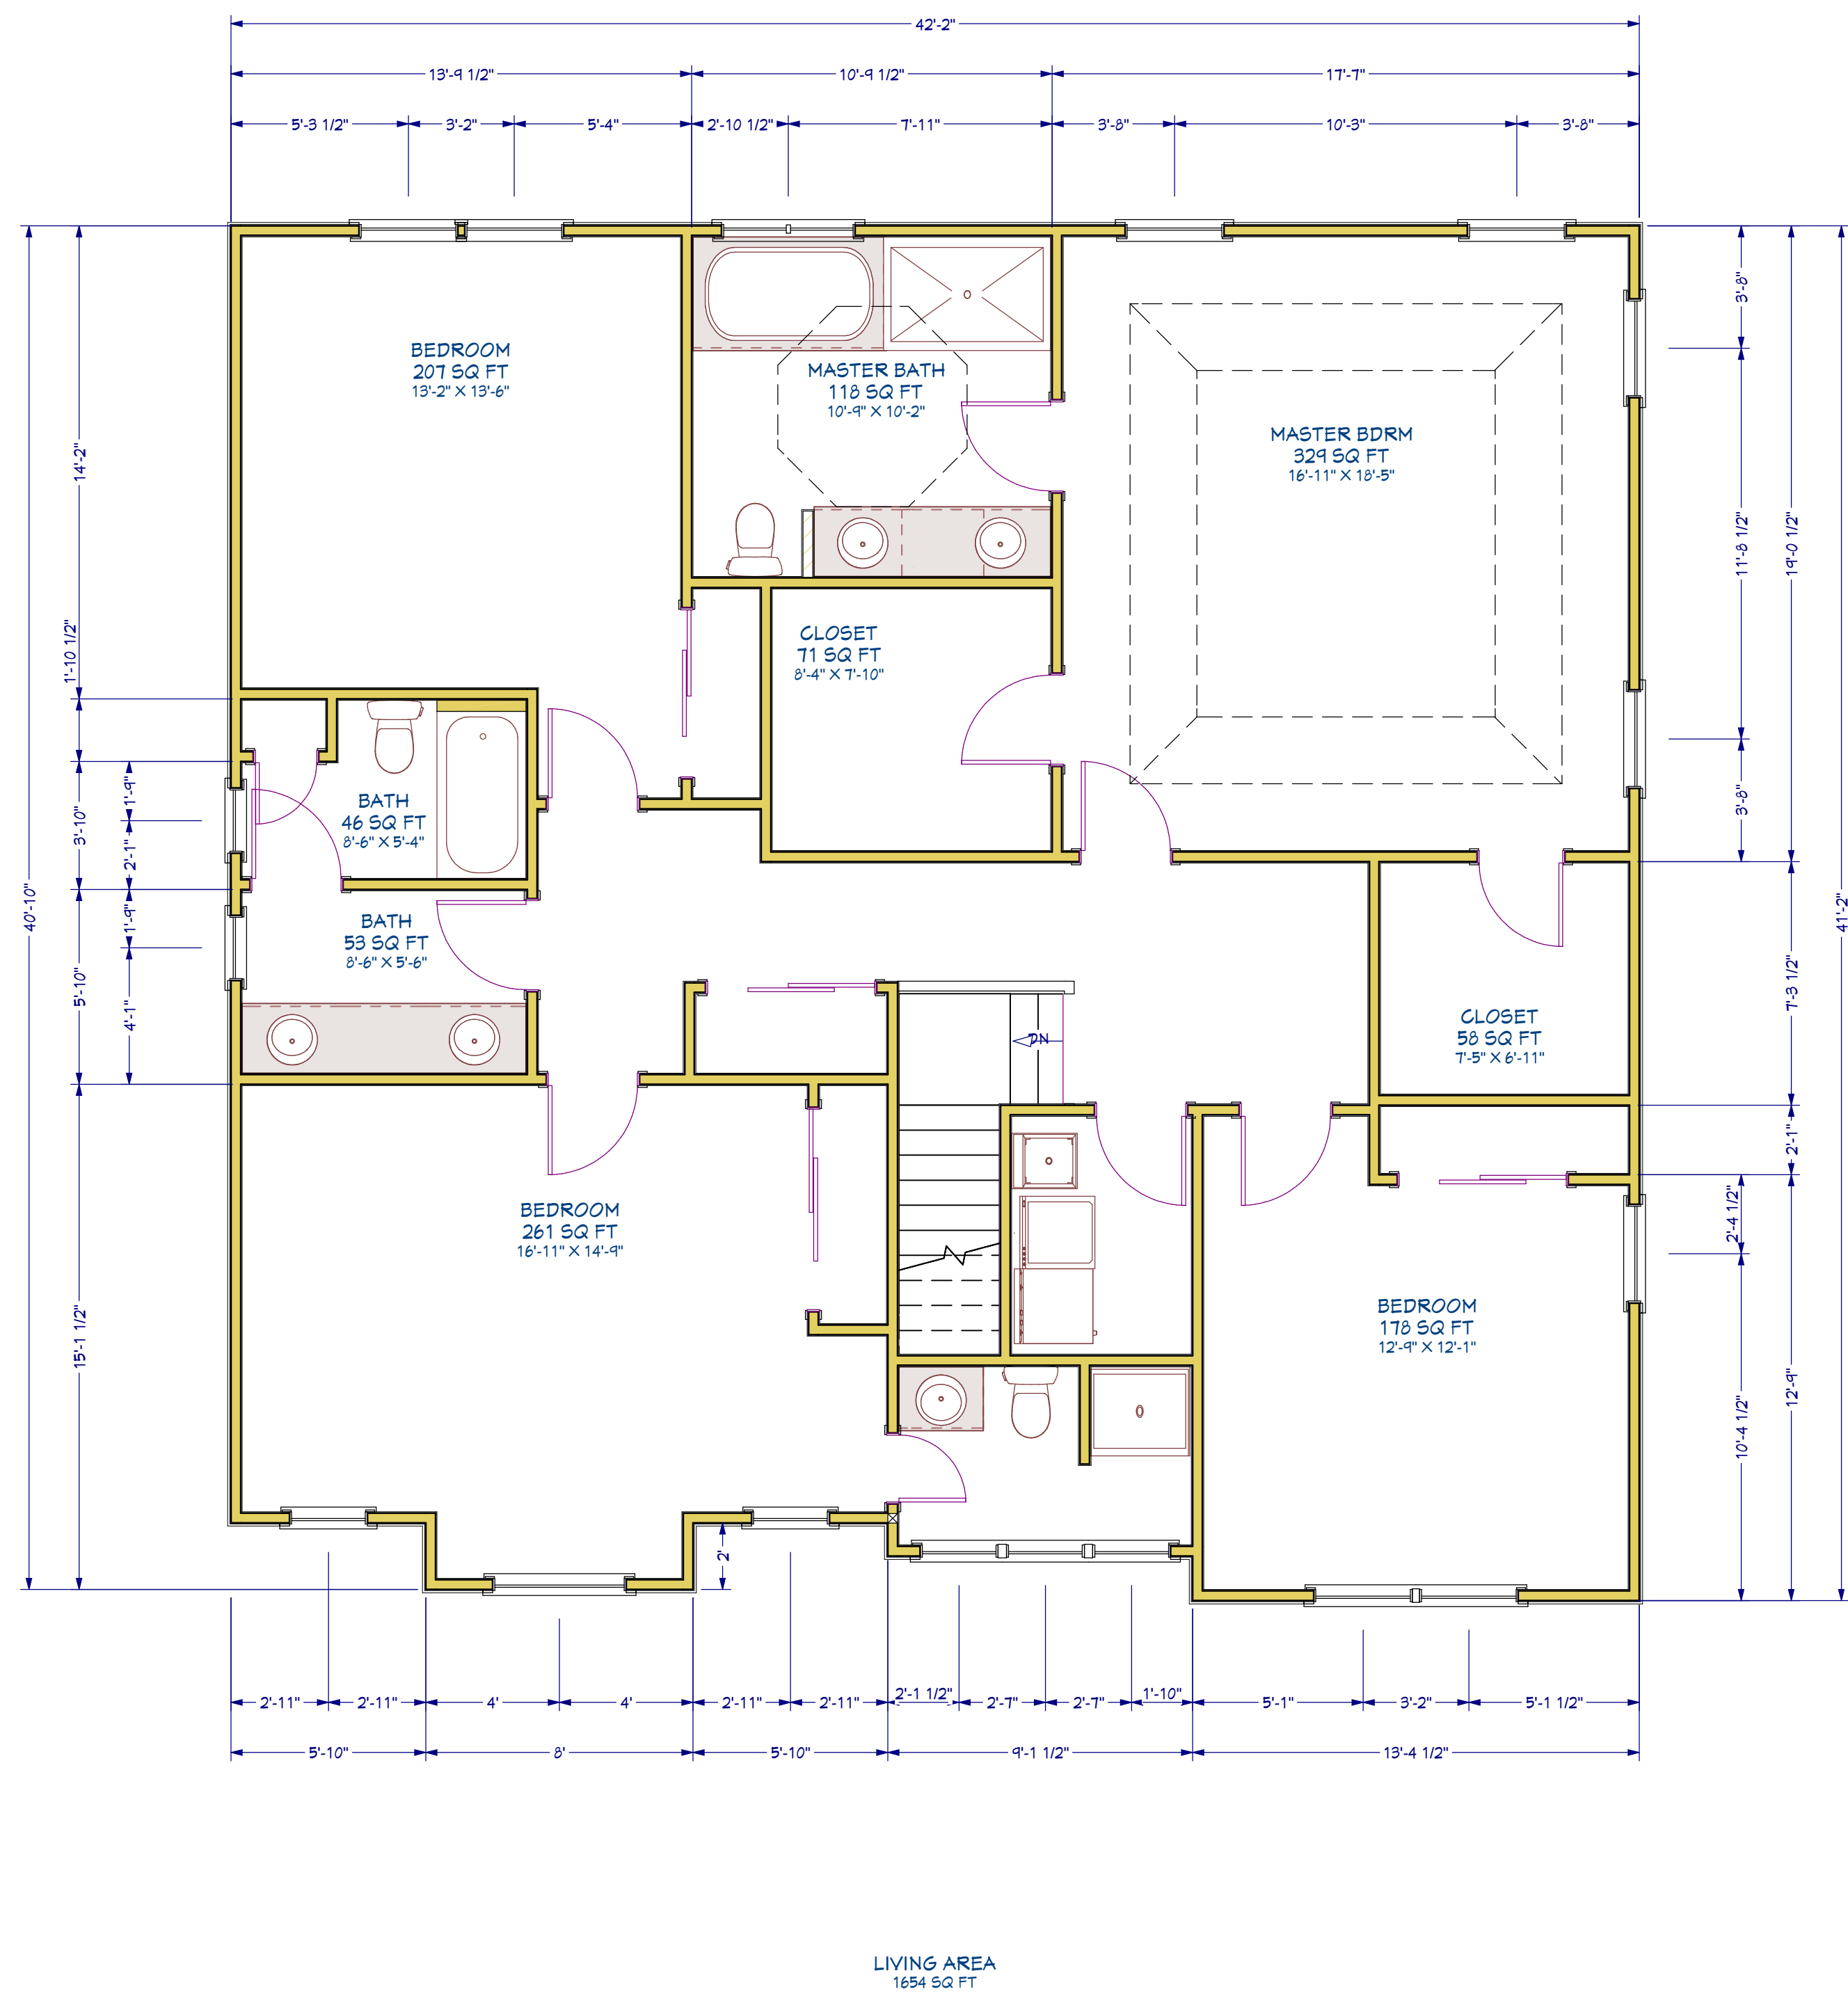 42'-2"
13'-9 1/2" 10'-9 1/2" 17'-7"
5'-3 1/2" 3'-2" 5'-4" 2'-10 1/2" 7'-11" 3'-8" 10'-3" 3'-8"
BEDROOM
207 SQ FT
13'-2" X 13'-6"
MASTER BATH
118 SQ FT
10'-9" X 10'-2"
MASTER BDRM
329 SQ FT
16'-11" X 18'-5"
CLOSET
71 SQ FT
8'-4" X 7'-10"
BATH
46 SQ FT
8'-6" X 5'-4"
BATH
53 SQ FT
8'-6" X 5'-6"
CLOSET
58 SQ FT
7'-5" X 6'-11"
DN
BEDROOM
261 SQ FT
16'-11" X 14'-9"
BEDROOM
178 SQ FT
12'-9" X 12'-1"
40'-10"
14'-2"
1'-10 1/2"
3'-10"
5'-10"
15'-1 1/2"
1'-9"
2'-1"
1'-9"
4'-1"
3'-8"
11'-8 1/2"
3'-8"
2'-4 1/2"
10'-4 1/2"
19'-0 1/2"
7'-3 1/2"
2'-1"
12'-9"
41'-2"
2'
2'-11" 2'-11" 4' 4' 2'-11" 2'-11" 2'-1 1/2" 2'-7" 2'-7" 1'-10" 5'-1" 3'-2" 5'-1 1/2"
5'-10" 8' 5'-10" 9'-1 1/2" 13'-4 1/2"
LIVING AREA
1654 SQ FT